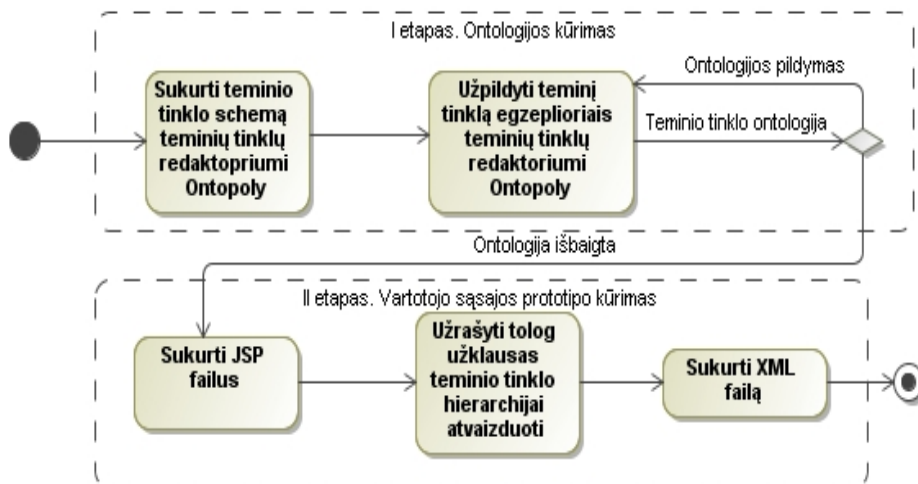 I etapas. Ontologijos kūrimas
Sukurti teminio
tinklo schemą
teminių tinklų
redaktopriumi
Ontopoly
Užpildyti teminį
tinklą egzeplioriais
teminių tinklų
redaktoriumi
Ontopoly
Ontologijos pildymas
Teminio tinklo ontologija
Ontologija išbaigta
II etapas. Vartotojo sąsajos prototipo kūrimas
Sukurti JSP
failus
Užrašyti tolog
užklausas
teminio tinklo
hierarchijai
atvaizduoti
Sukurti XML
failą